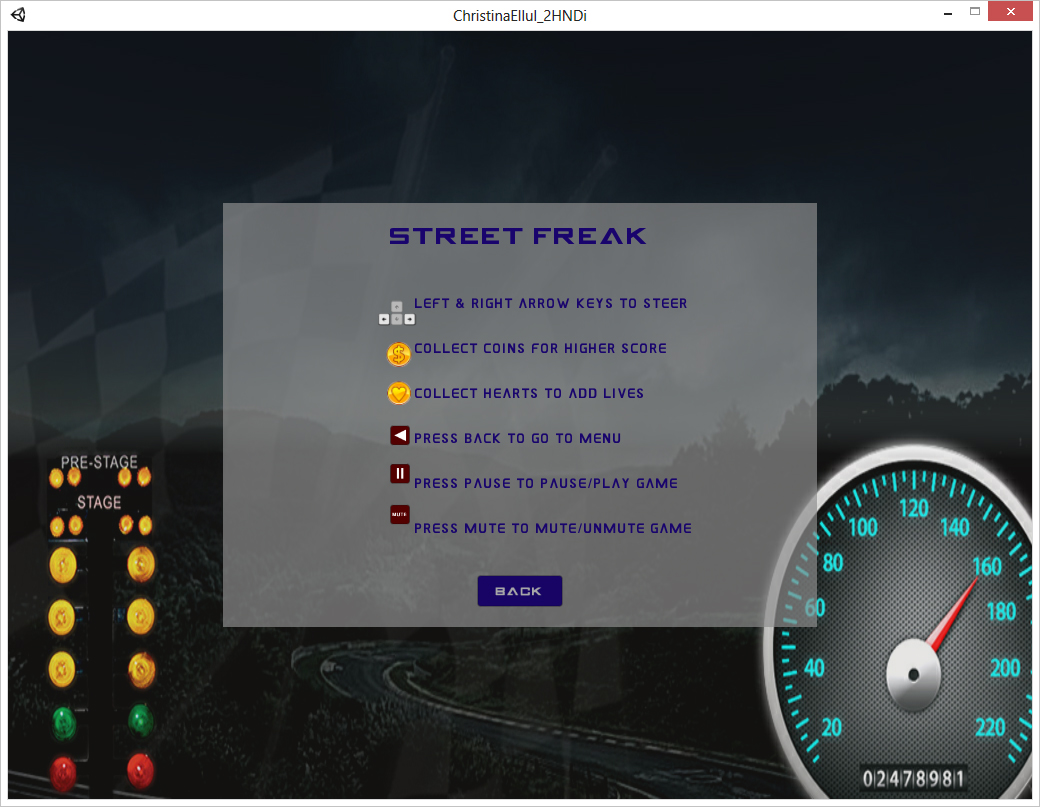 ChristinaEllul_2HNDi
STREET FREAK
LEFT & RIGHT ARROW KEYS TO STEER
COLLECT COINS FOR HIGHER SCORE
COLLECT HEARTS TO ADD LIVES
PRESS BACK TO GO TO MENU
PRESS PAUSE TO PAUSE/PLAY GAME
MUTE
PRESS MUTE TO MUTE/UNMUTE GAME
BACK
PRE-STAGE
STAGE
20
40
60
80
100
120
140
160
180
200
220
02478981